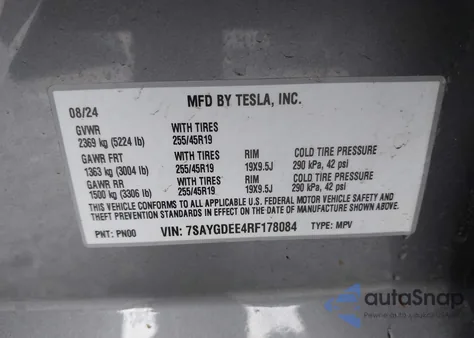 MFD BY TESLA, INC.
08/24
GVWR WITH TIRES
2369 kg (5224 lb) 255/45R19
GAWR FRT WITH TIRES RIM COLD TIRE PRESSURE
1363 kg (3004 lb) 255/45R19 19X9.5J 290 kPa, 42 psi
GAWR RR WITH TIRES RIM COLD TIRE PRESSURE
1500 kg (3306 lb) 255/45R19 19X9.5J 290 kPa, 42 psi
THIS VEHICLE CONFORMS TO ALL APPLICABLE U.S. FEDERAL MOTOR VEHICLE SAFETY AND
THEFT PREVENTION STANDARDS IN EFFECT ON THE DATE OF MANUFACTURE SHOWN ABOVE.
PNT: PN00 VIN: 7SAYGDEE4RF178084 TYPE: MPV
autoSnap